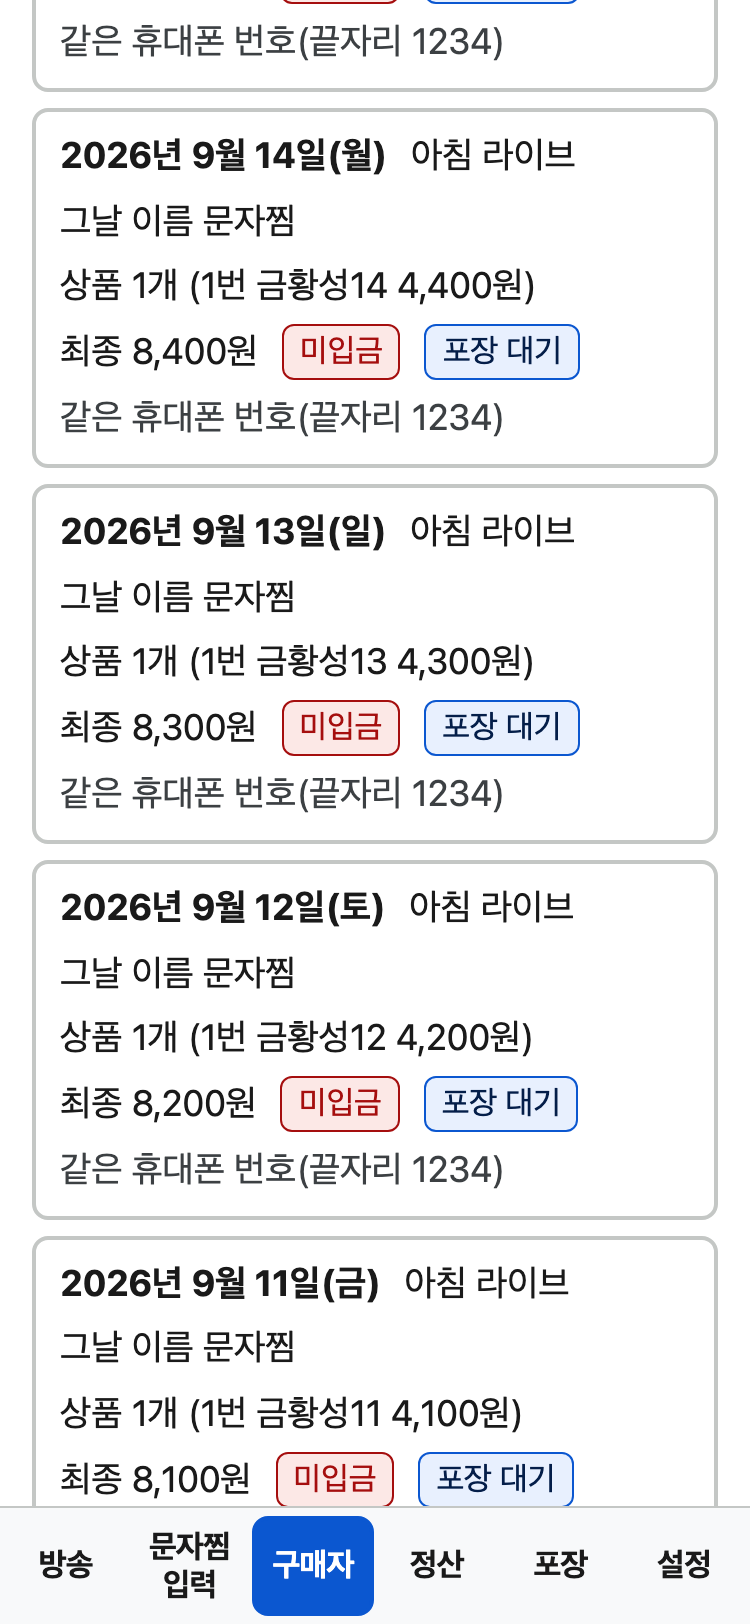 같은 휴대폰 번호(끝자리 1234)
2026년 9월 14일(월) 아침 라이브
그날 이름 문자찜
상품 1개 (1번 금황성14 4,400원)
최종 8,400원 미입금 포장 대기
같은 휴대폰 번호(끝자리 1234)
2026년 9월 13일(일) 아침 라이브
그날 이름 문자찜
상품 1개 (1번 금황성13 4,300원)
최종 8,300원 미입금 포장 대기
같은 휴대폰 번호(끝자리 1234)
2026년 9월 12일(토) 아침 라이브
그날 이름 문자찜
상품 1개 (1번 금황성12 4,200원)
최종 8,200원 미입금 포장 대기
같은 휴대폰 번호(끝자리 1234)
2026년 9월 11일(금) 아침 라이브
그날 이름 문자찜
상품 1개 (1번 금황성11 4,100원)
최종 8,100원 미입금 포장 대기
방송
문자찜
입력
구매자
정산
포장
설정